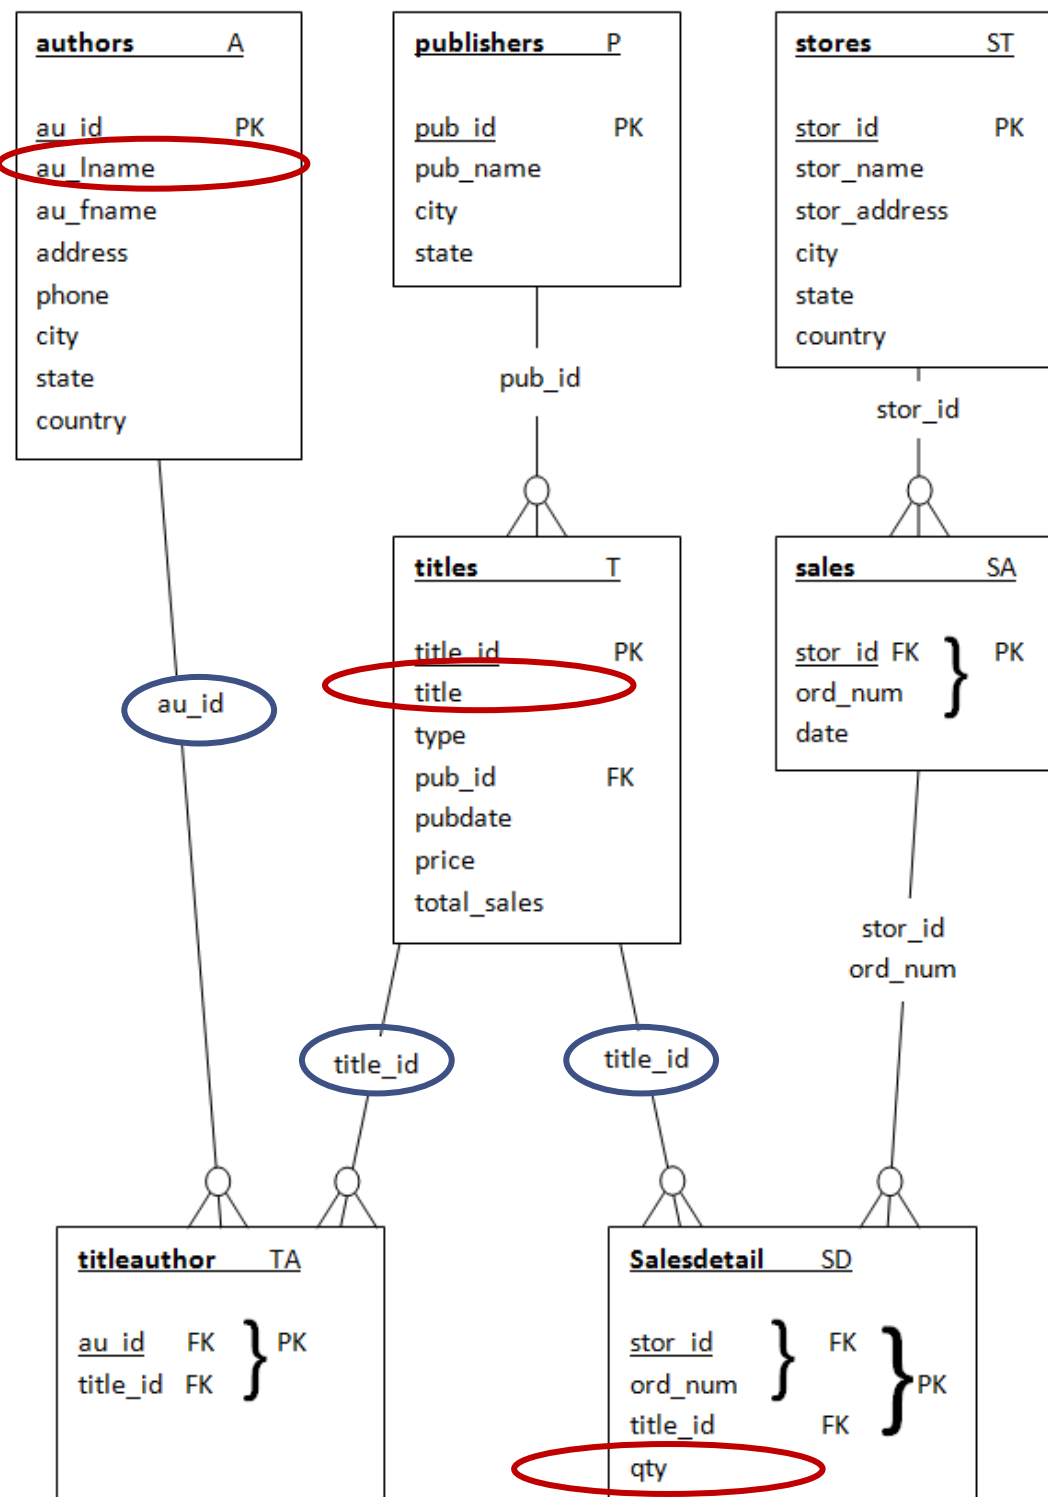 authors A
au_id PK
au_lname
au_fname
address
phone
city
state
country
publishers P
pub_id PK
pub_name
city
state
stores ST
stor_id PK
stor_name
stor_address
city
state
country
pub_id
stor_id
titles T
title_id PK
title
type
pub_id FK
pubdate
price
total_sales
sales SA
stor_id FK } PK
ord_num
date
au_id
stor_id
ord_num
title_id
title_id
titleauthor TA
au_id FK } PK
title_id FK
Salesdetail SD
stor_id } FK
ord_num } PK
title_id FK
qty